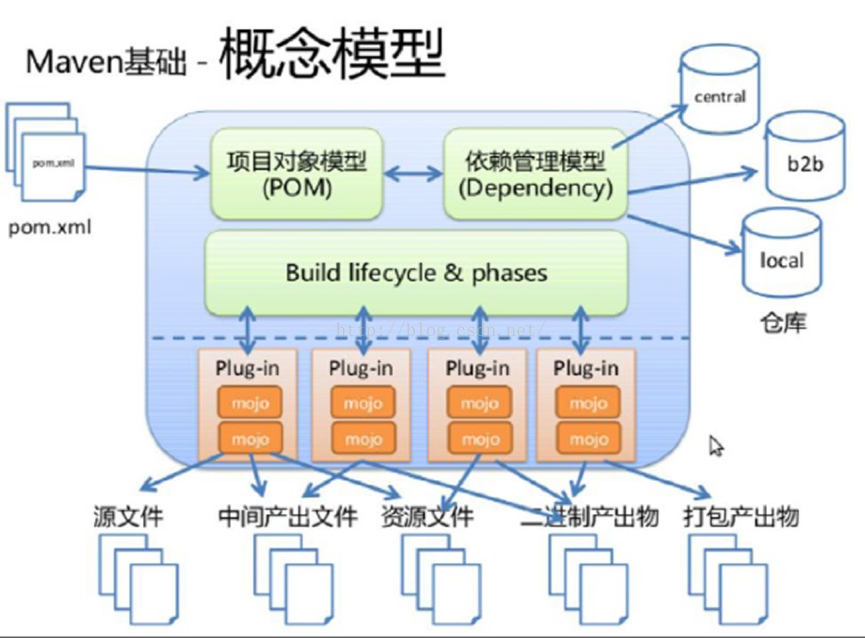 Maven基础 - 概念模型
central
pom.xml
项目对象模型
(POM)
依赖管理模型
(Dependency)
b2b
pom.xml
local
Build lifecycle & phases
仓库
http://blog.csdn.net/
Plug-in
Plug-in
Plug-in
Plug-in
mojo
mojo
mojo
mojo
mojo
mojo
mojo
mojo
源文件
中间产出文件
资源文件
二进制产出物
打包产出物